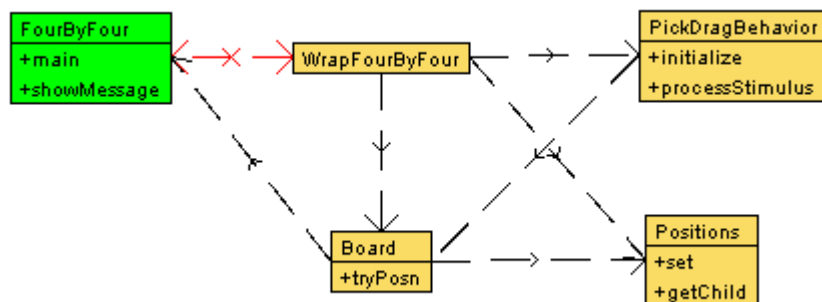 FourByFour
+main
+showMessage
WrapFourByFour
PickDragBehavior
+initialize
+processStimulus
Board
+tryPosn
Positions
+set
+getChild